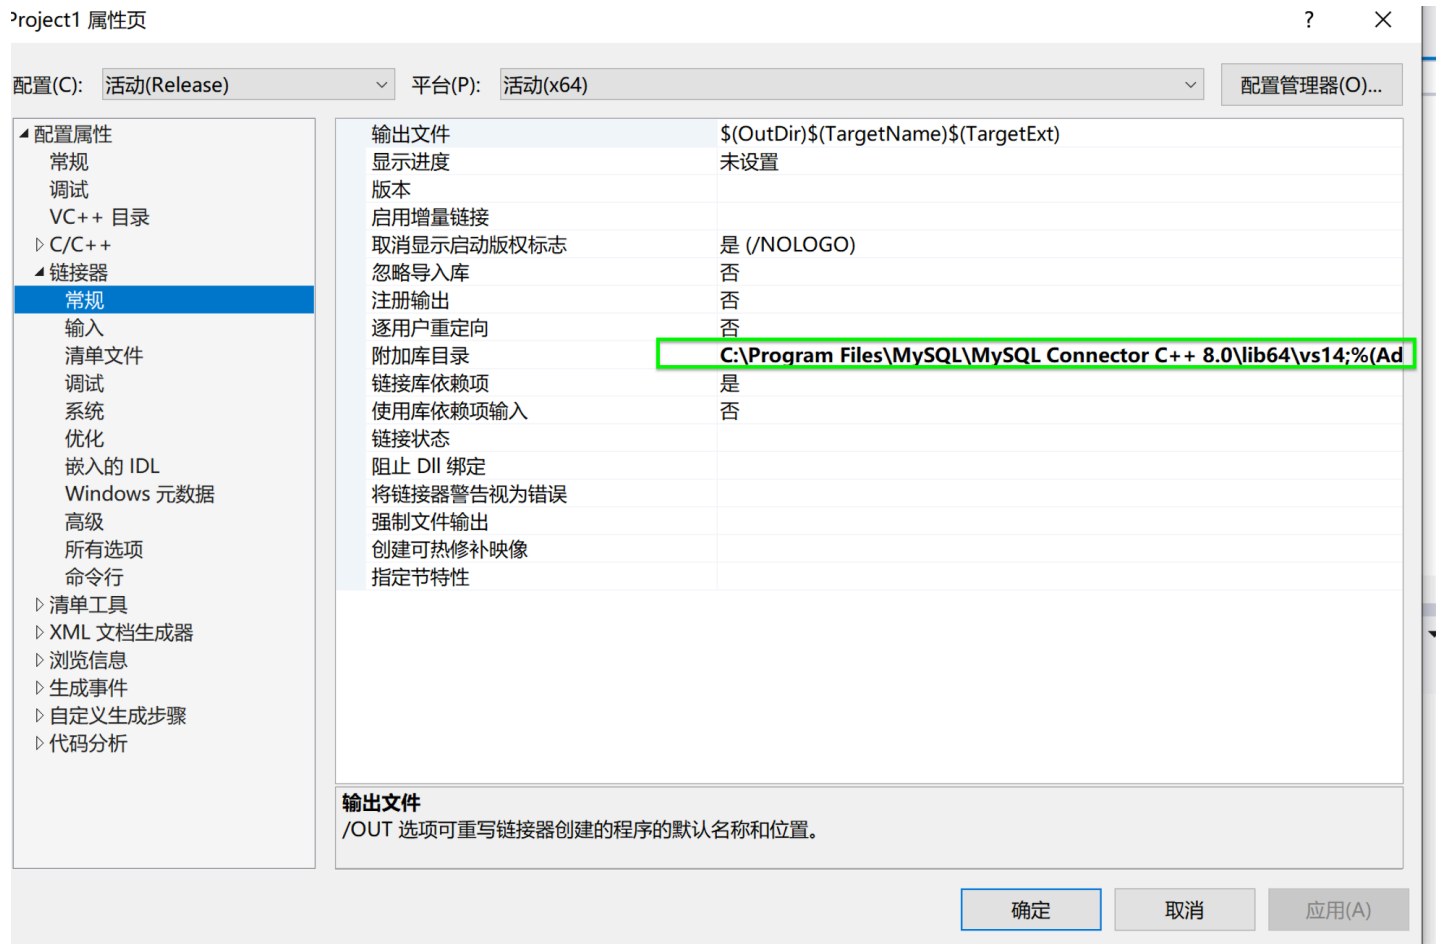 Project1 属性页
?
配置(C):
活动(Release)
平台(P):
活动(x64)
配置管理器(O)...
配置属性
常规
调试
VC++ 目录
C/C++
链接器
常规
输入
清单文件
调试
系统
优化
嵌入的 IDL
Windows 元数据
高级
所有选项
命令行
清单工具
XML 文档生成器
浏览信息
生成事件
自定义生成步骤
代码分析
输出文件 $(OutDir)$(TargetName)$(TargetExt)
显示进度 未设置
版本
启用增量链接
取消显示启动版权标志 是 (/NOLOGO)
忽略导入库 否
注册输出 否
逐用户重定向 否
附加库目录 C:\Program Files\MySQL\MySQL Connector C++ 8.0\lib64\vs14;%(Ad
链接库依赖项 是
使用库依赖项输入 否
链接状态
阻止 Dll 绑定
将链接器警告视为错误
强制文件输出
创建可热修补映像
指定节特性
输出文件
/OUT 选项可重写链接器创建的程序的默认名称和位置。
确定
取消
应用(A)